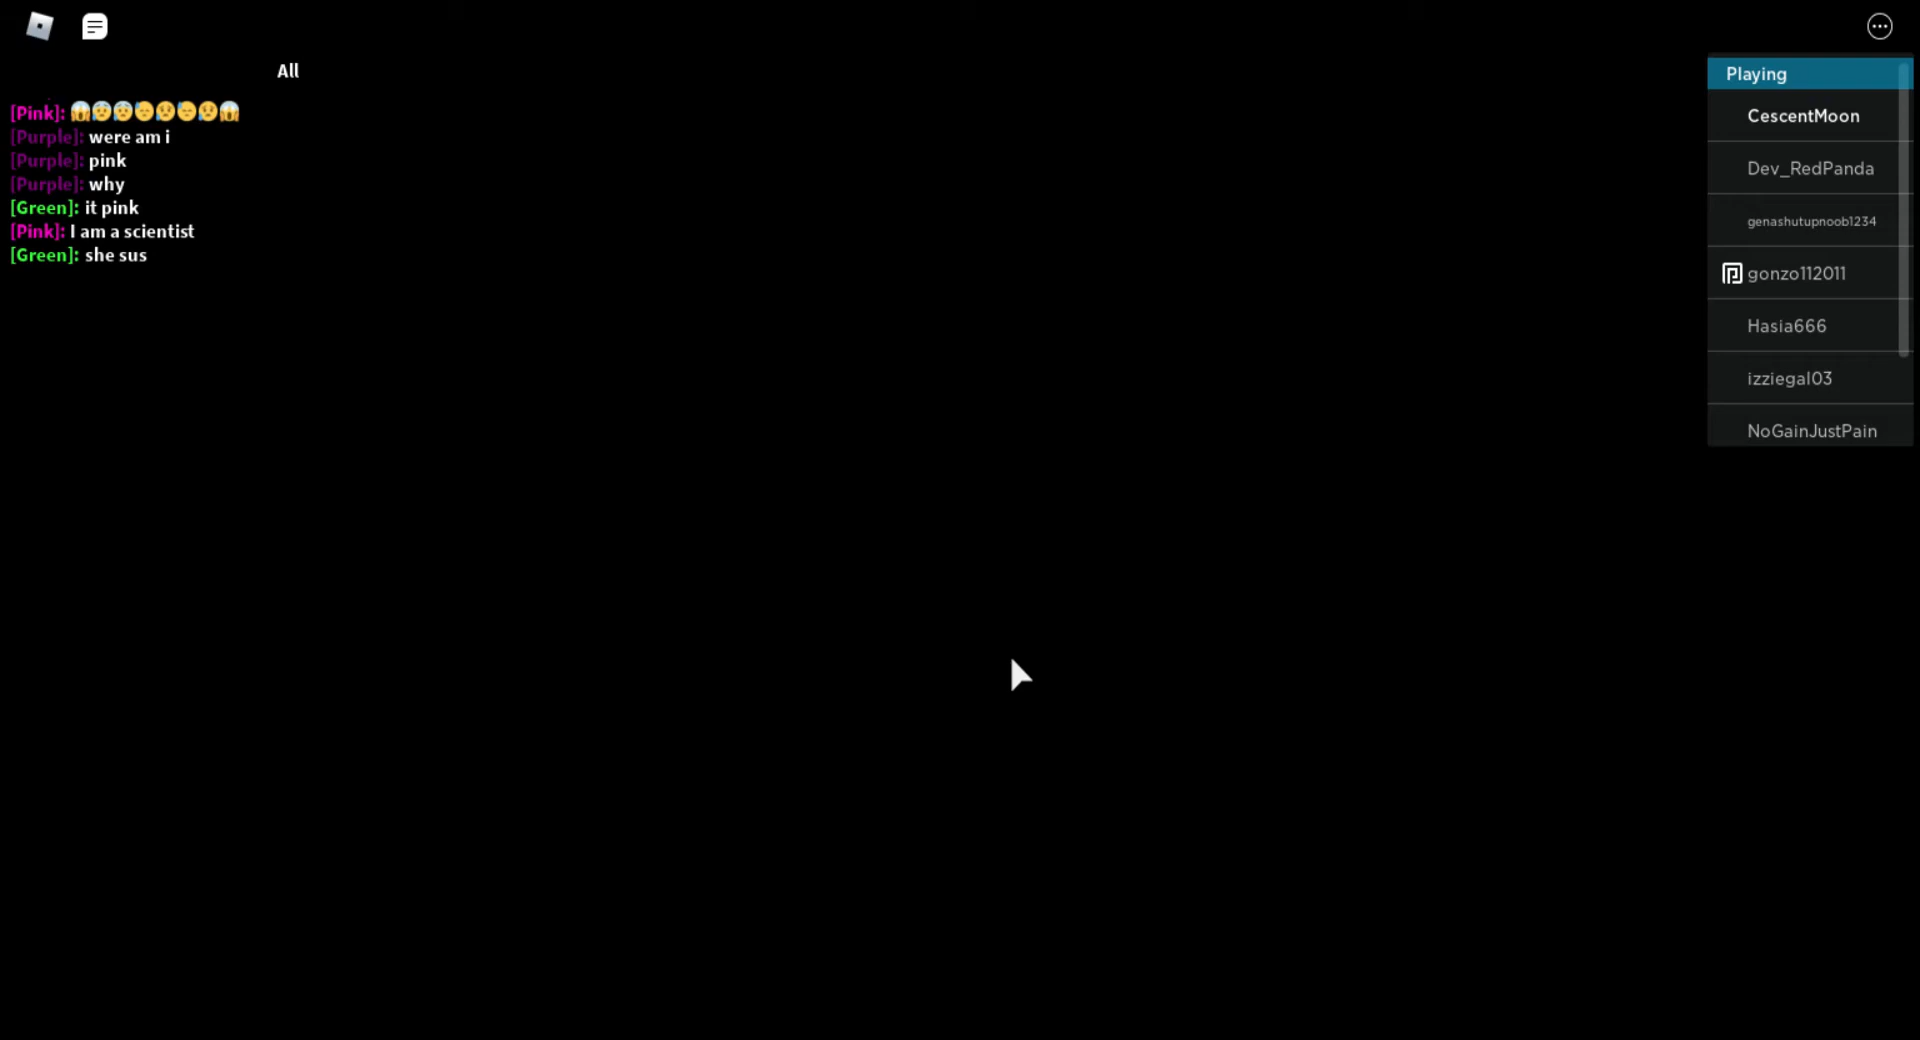 All
[Pink]: 😱😰😰😓😥😓😥😱
[Purple]: were am i
[Purple]: pink
[Purple]: why
[Green]: it pink
[Pink]: I am a scientist
[Green]: she sus
Playing
CescentMoon
Dev_RedPanda
genashutupnoob1234
gonzo112011
Hasia666
izziegal03
NoGainJustPain